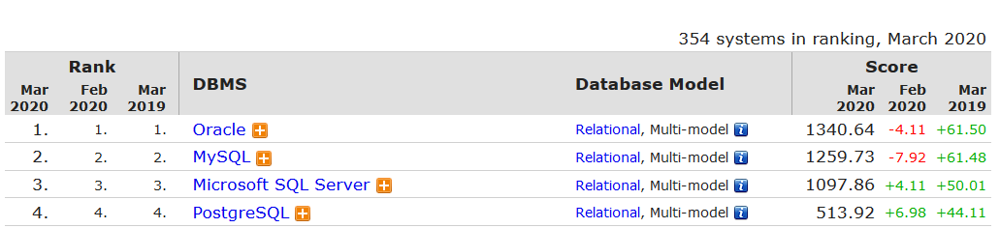 354 systems in ranking, March 2020
Rank DBMS Database Model Score
Mar 2020 Feb 2020 Mar 2019 Mar 2020 Feb 2020 Mar 2019
1. 1. 1. Oracle Relational, Multi-model 1340.64 -4.11 +61.50
2. 2. 2. MySQL Relational, Multi-model 1259.73 -7.92 +61.48
3. 3. 3. Microsoft SQL Server Relational, Multi-model 1097.86 +4.11 +50.01
4. 4. 4. PostgreSQL Relational, Multi-model 513.92 +6.98 +44.11